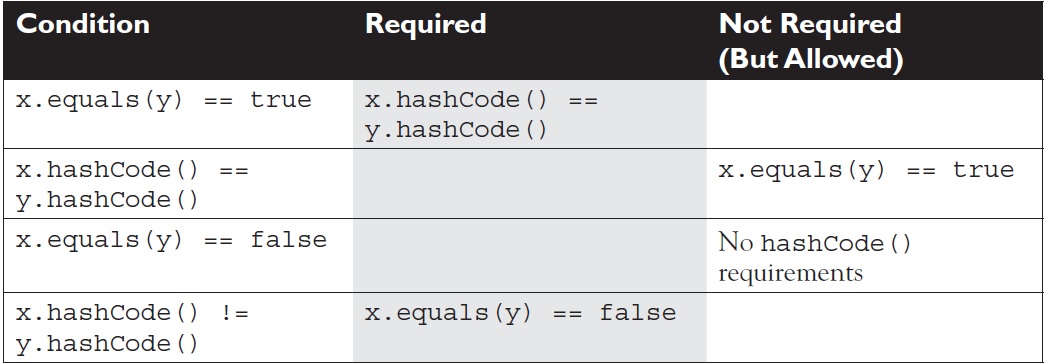 Condition Required Not Required
(But Allowed)
x.equals(y) == true x.hashCode() ==
y.hashCode()
x.hashCode() == x.equals(y) == true
y.hashCode()
x.equals(y) == false No hashCode()
requirements
x.hashCode() != x.equals(y) == false
y.hashCode()